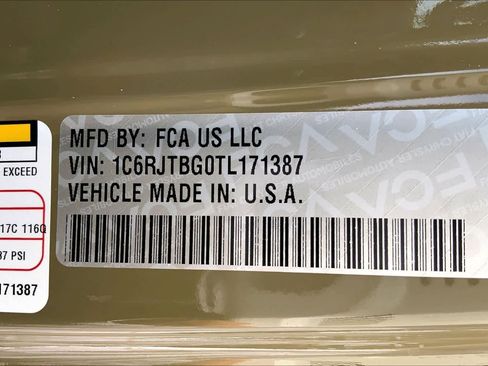 MFD BY: FCA US LLC
VIN: 1C6RJTBG0TL171387
VEHICLE MADE IN: U.S.A.
EXCEED
17C 116Q
37 PSI
171387